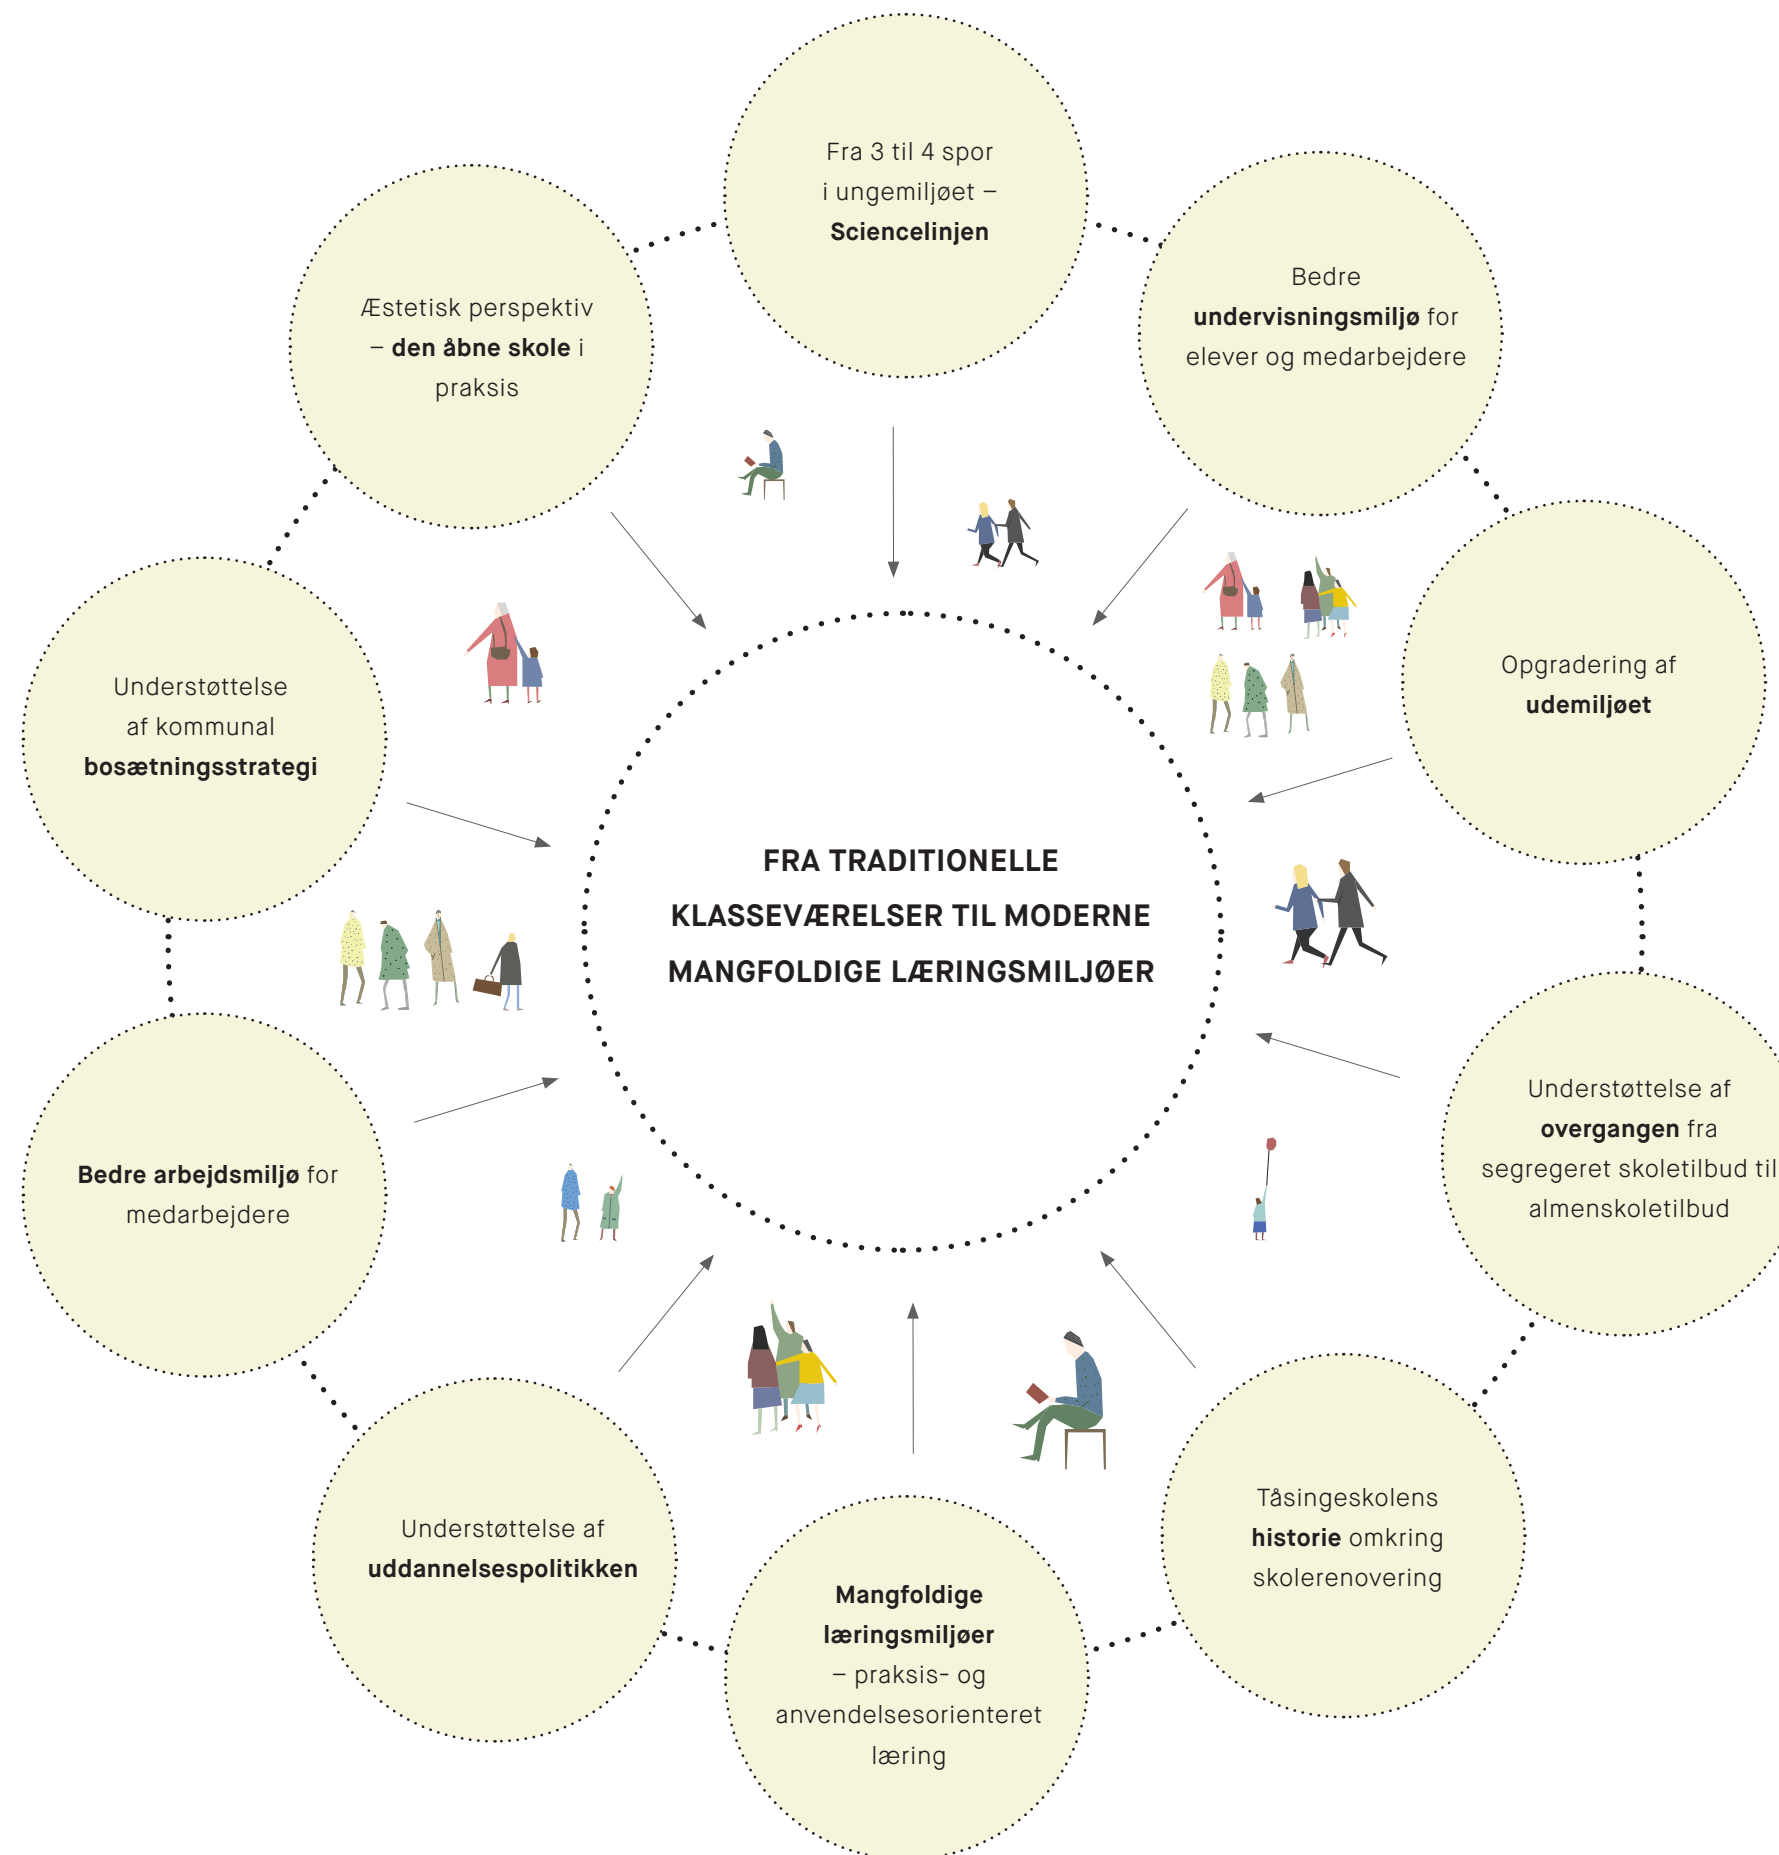 Fra 3 til 4 spor
i ungemiljøet –
Sciencelinjen
Bedre
undervisningsmiljø for
elever og medarbejdere
Opgradering af
udemiljøet
Understøttelse af
overgangen fra
segregeret skoletilbud til
almenskoletilbud
Tåsingeskolens
historie omkring
skolerenovering
Mangfoldige
læringsmiljøer
– praksis- og
anvendelsesorienteret
læring
Understøttelse af
uddannelsespolitikken
Bedre arbejdsmiljø for
medarbejdere
Understøttelse
af kommunal
bosætningsstrategi
Æstetisk perspektiv
– den åbne skole i
praksis
FRA TRADITIONELLE
KLASSEVÆRELSER TIL MODERNE
MANGFOLDIGE LÆRINGSMILJØER